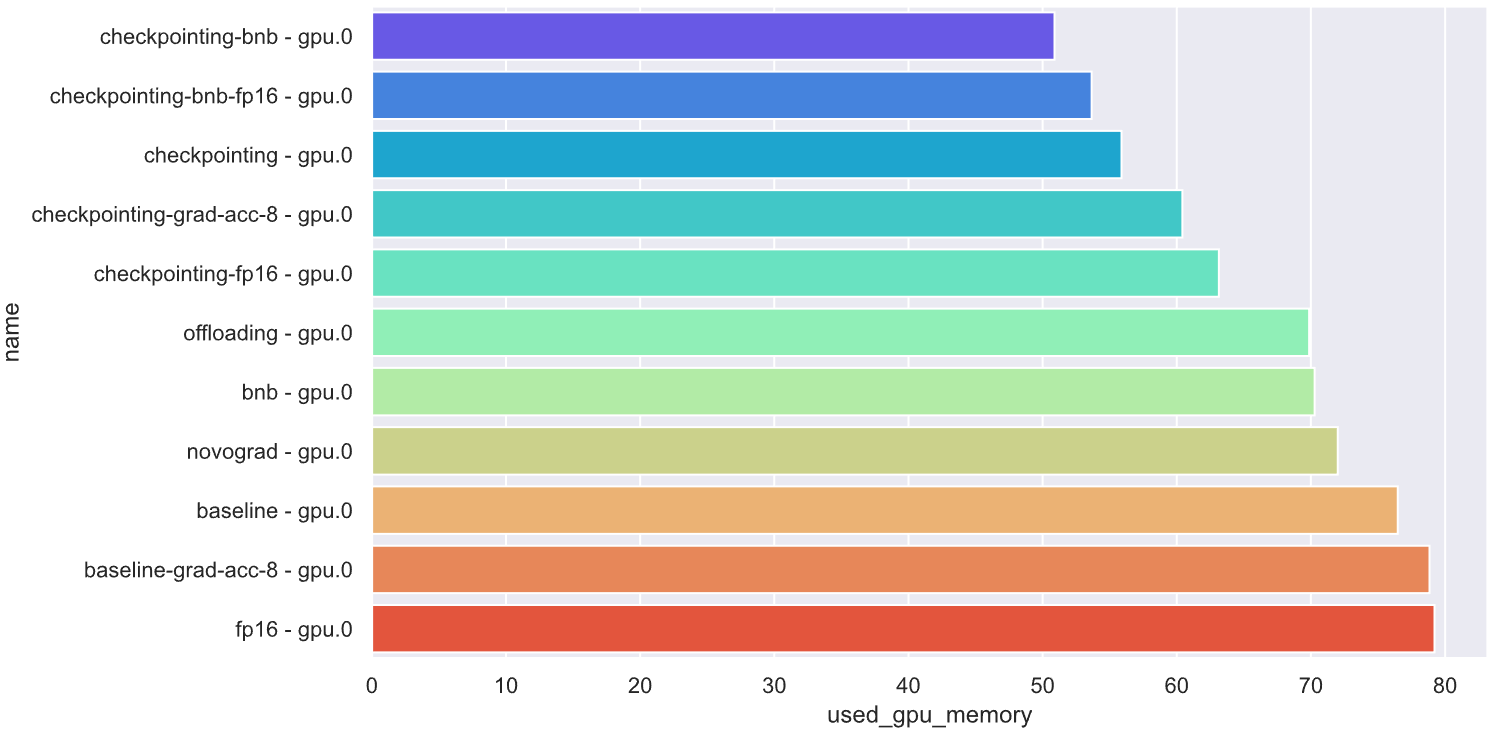 checkpointing-bnb - gpu.0
checkpointing-bnb-fp16 - gpu.0
checkpointing - gpu.0
checkpointing-grad-acc-8 - gpu.0
checkpointing-fp16 - gpu.0
offloading - gpu.0
bnb - gpu.0
novograd - gpu.0
baseline - gpu.0
baseline-grad-acc-8 - gpu.0
fp16 - gpu.0
name
0 10 20 30 40 50 60 70 80
used_gpu_memory